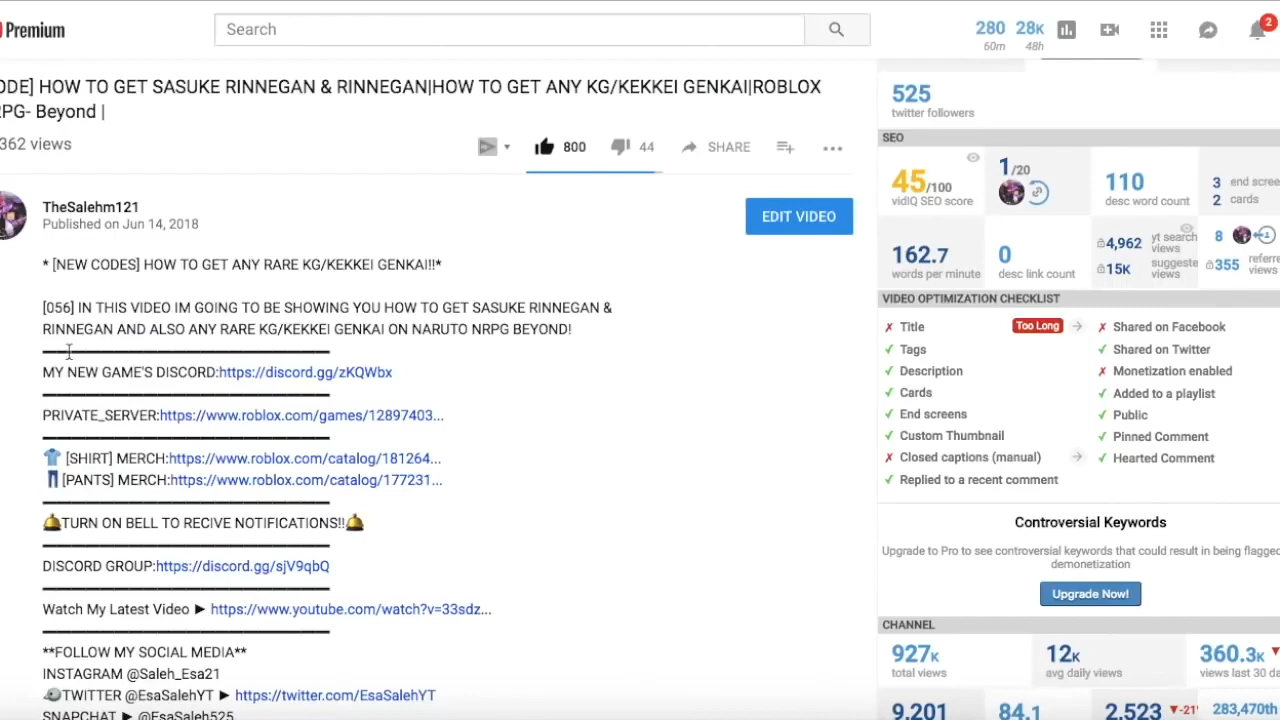 Premium
Search
280 28K
60m 48h
2
ODE] HOW TO GET SASUKE RINNEGAN & RINNEGAN|HOW TO GET ANY KG/KEKKEI GENKAI|ROBLOX
RPG- Beyond |
362 views
800 44 SHARE
TheSalehm121
Published on Jun 14, 2018
EDIT VIDEO
* [NEW CODES] HOW TO GET ANY RARE KG/KEKKEI GENKAI!!*
[056] IN THIS VIDEO IM GOING TO BE SHOWING YOU HOW TO GET SASUKE RINNEGAN &
RINNEGAN AND ALSO ANY RARE KG/KEKKEI GENKAI ON NARUTO NRPG BEYOND!
MY NEW GAME'S DISCORD:https://discord.gg/zKQWbx
PRIVATE_SERVER:https://www.roblox.com/games/12897403...
[SHIRT] MERCH:https://www.roblox.com/catalog/181264...
[PANTS] MERCH:https://www.roblox.com/catalog/177231...
TURN ON BELL TO RECIVE NOTIFICATIONS!!
DISCORD GROUP:https://discord.gg/sjV9qbQ
Watch My Latest Video ► https://www.youtube.com/watch?v=33sdz...
**FOLLOW MY SOCIAL MEDIA**
INSTAGRAM @Saleh_Esa21
TWITTER @EsaSalehYT ► https://twitter.com/EsaSalehYT
SNAPCHAT ► @EsaSaleh525
525
twitter followers
SEO
45/100
vidIQ SEO score
1/20
110
desc word count
3 end scree
2 cards
162.7
words per minute
0
desc link count
4,962 yt search views
15K suggeste views
8
355 referre views
VIDEO OPTIMIZATION CHECKLIST
✗ Title Too Long
✓ Tags
✓ Description
✓ Cards
✓ End screens
✓ Custom Thumbnail
✗ Closed captions (manual)
✓ Replied to a recent comment
✗ Shared on Facebook
✓ Shared on Twitter
✗ Monetization enabled
✓ Added to a playlist
✓ Public
✓ Pinned Comment
✓ Hearted Comment
Controversial Keywords
Upgrade to Pro to see controversial keywords that could result in being flagged
demonetization
Upgrade Now!
CHANNEL
927K
total views
12K
avg daily views
360.3K ▼
views last 30 da
9,201 84.1 2,523 ▼-21 283,470th